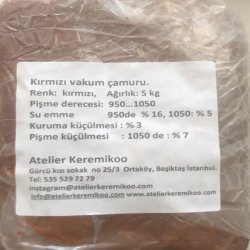 Kırmızı vakum çamuru.
Renk: kırmızı, Ağırlık: 5 kg
Pişme derecesi: 950...1050
Su emme 950de % 16, 1050: % 5
Kuruma küçülmesi : % 3
Pişme küçülmesi : 1050 de : % 7
Atelier Keremikoo
Gürcü kızı sokak no 25/3 Ortaköy, Beşiktaş İstanbul.
Tel: 535 529 72 79
instagram@atelierkeremikoo.com
info@atelierkeremikoo.com www.atelierkeremikoo.com